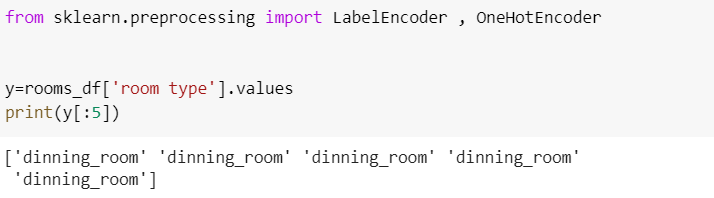 from sklearn.preprocessing import LabelEncoder , OneHotEncoder
y=rooms_df['room type'].values
print(y[:5])
['dinning_room' 'dinning_room' 'dinning_room' 'dinning_room'
 'dinning_room']